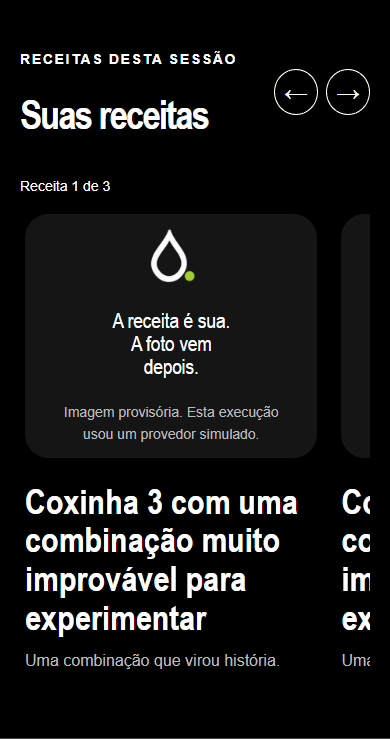 RECEITAS DESTA SESSÃO
Suas receitas
← →
Receita 1 de 3
A receita é sua.
A foto vem
depois.
Imagem provisória. Esta execução
usou um provedor simulado.
Coxinha 3 com uma
combinação muito
improvável para
experimentar
Uma combinação que virou história.